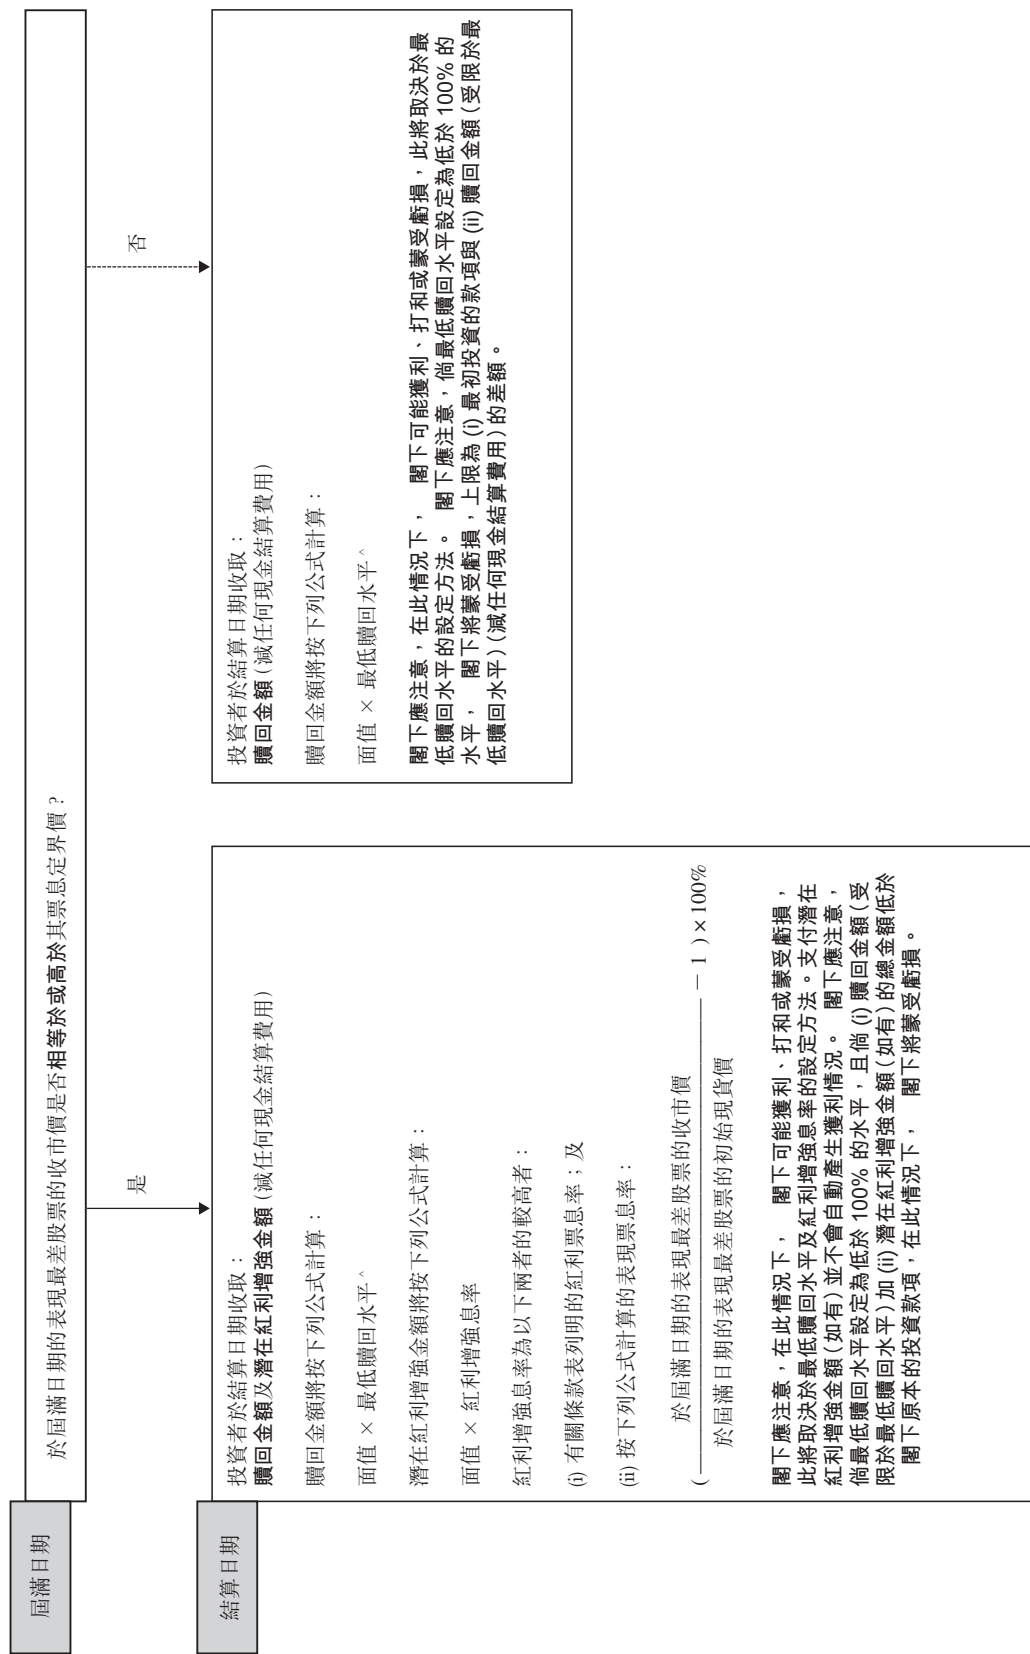 屆滿日期
於屆滿日期的表現最差股票的收市價是否相等於或高於其票息定界價？
是
否
結算日期
投資者於結算日期收取：
贖回金額及潛在紅利增強金額（減任何現金結算費用）
贖回金額將按下列公式計算：
面值 × 最低贖回水平^
潛在紅利增強金額將按下列公式計算：
面值 × 紅利增強息率
紅利增強息率為以下兩者的較高者：
(i) 有關條款表列明的紅利票息率；及
(ii) 按下列公式計算的表現票息率：
於屆滿日期的表現最差股票的收市價
( — 1 ) × 100%
於屆滿日期的表現最差股票的初始現貨價
閣下應注意，在此情況下， 閣下可能獲利、打和或蒙受虧損，
此將取決於最低贖回水平及紅利增強息率的設定方法。支付潛在
紅利增強金額（如有）並不會自動產生獲利情況。 閣下應注意，
倘最低贖回水平設定為低於 100% 的水平，且倘 (i) 贖回金額（受
限於最低贖回水平）加 (ii) 潛在紅利增強金額（如有）的總金額低於
閣下原本的投資款項，在此情況下， 閣下將蒙受虧損。
投資者於結算日期收取：
贖回金額（減任何現金結算費用）
贖回金額將按下列公式計算：
面值 × 最低贖回水平^
閣下應注意，在此情況下， 閣下可能獲利、打和或蒙受虧損，此將取決於最
低贖回水平的設定方法。 閣下應注意，倘最低贖回水平設定為低於 100% 的
水平， 閣下將蒙受虧損，上限為 (i) 最初投資的款項與 (ii) 贖回金額（受限於最
低贖回水平）（減任何現金結算費用）的差額。